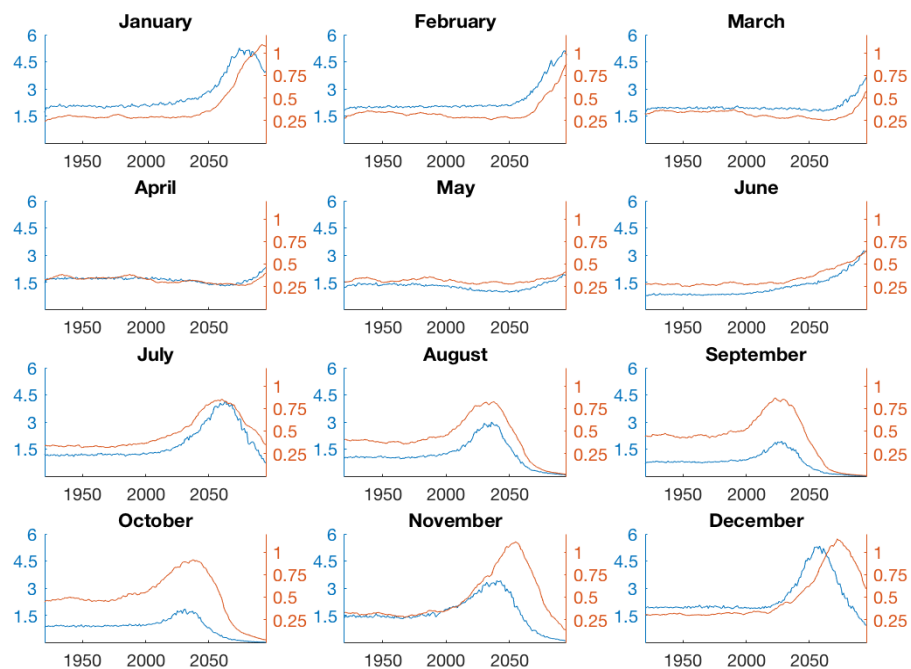 January February March
6 6 6
4.5 1 4.5 1 4.5 1
0.75 0.75 0.75
3 3 3
0.5 0.5 0.5
1.5 0.25 1.5 0.25 1.5 0.25
1950 2000 2050 1950 2000 2050 1950 2000 2050
April May June
6 6 6
4.5 1 4.5 1 4.5 1
0.75 0.75 0.75
3 3 3
0.5 0.5 0.5
1.5 0.25 1.5 0.25 1.5 0.25
1950 2000 2050 1950 2000 2050 1950 2000 2050
July August September
6 6 6
4.5 1 4.5 1 4.5 1
0.75 0.75 0.75
3 3 3
0.5 0.5 0.5
1.5 0.25 1.5 0.25 1.5 0.25
1950 2000 2050 1950 2000 2050 1950 2000 2050
October November December
6 6 6
4.5 1 4.5 1 4.5 1
0.75 0.75 0.75
3 3 3
0.5 0.5 0.5
1.5 0.25 1.5 0.25 1.5 0.25
1950 2000 2050 1950 2000 2050 1950 2000 2050